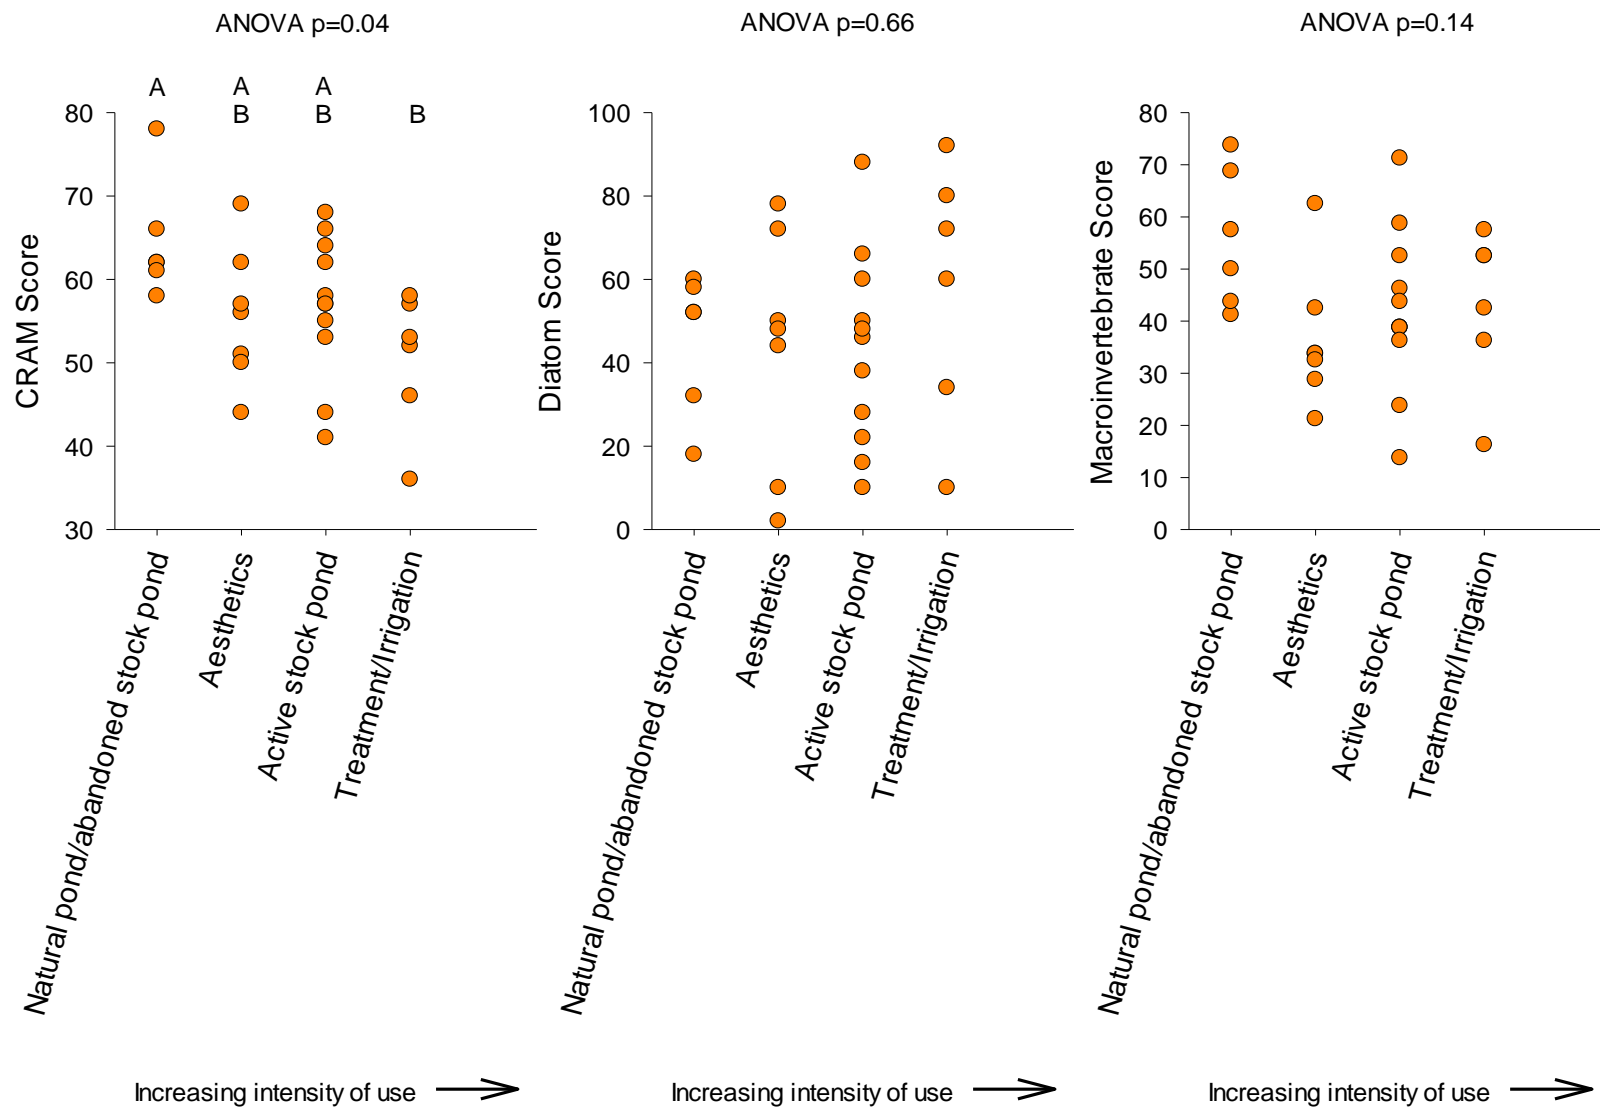 ANOVA p=0.04
A
A
A
B
B
B
80
70
60
50
40
30
CRAM Score
Natural pond/abandoned stock pond
Aesthetics
Active stock pond
Treatment/Irrigation
Increasing intensity of use
ANOVA p=0.66
100
80
60
40
20
0
Diatom Score
Natural pond/abandoned stock pond
Aesthetics
Active stock pond
Treatment/Irrigation
Increasing intensity of use
ANOVA p=0.14
80
70
60
50
40
30
20
10
0
Macroinvertebrate Score
Natural pond/abandoned stock pond
Aesthetics
Active stock pond
Treatment/Irrigation
Increasing intensity of use